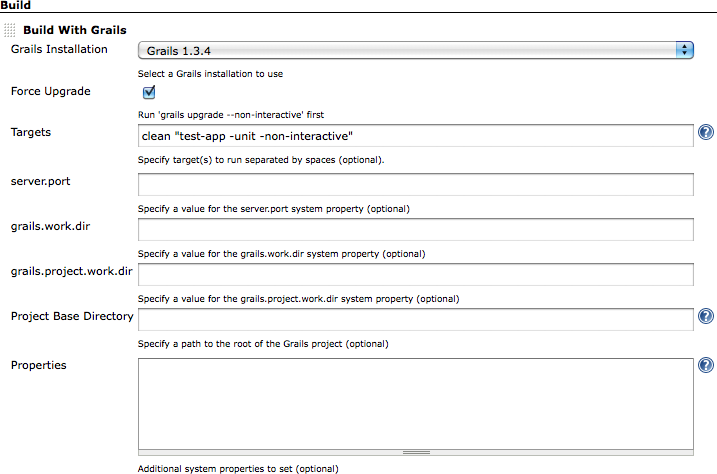 Build
Build With Grails
Grails Installation
Grails 1.3.4
Select a Grails installation to use
Force Upgrade
Run 'grails upgrade --non-interactive' first
Targets
clean "test-app -unit -non-interactive"
?
Specify target(s) to run separated by spaces (optional).
server.port
Specify a value for the server.port system property (optional)
grails.work.dir
Specify a value for the grails.work.dir system property (optional)
grails.project.work.dir
Specify a value for the grails.project.work.dir system property (optional)
Project Base Directory
?
Specify a path to the root of the Grails project (optional)
Properties
?
Additional system properties to set (optional)